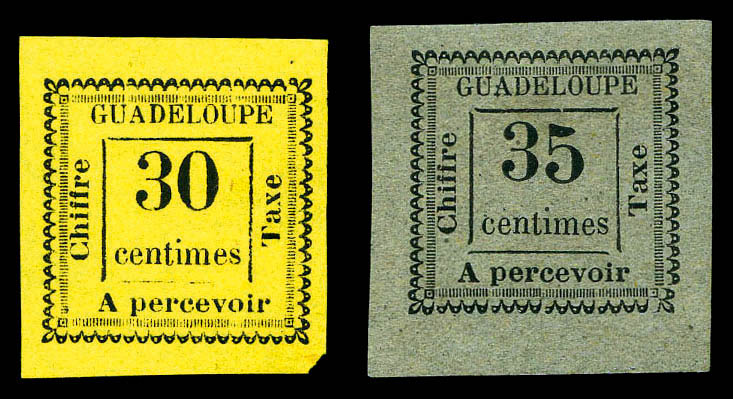 GUADELOUPE
Chiffre
30
centimes
Taxe
A percevoir
GUADELOUPE
Chiffre
35
centimes
Taxe
A percevoir